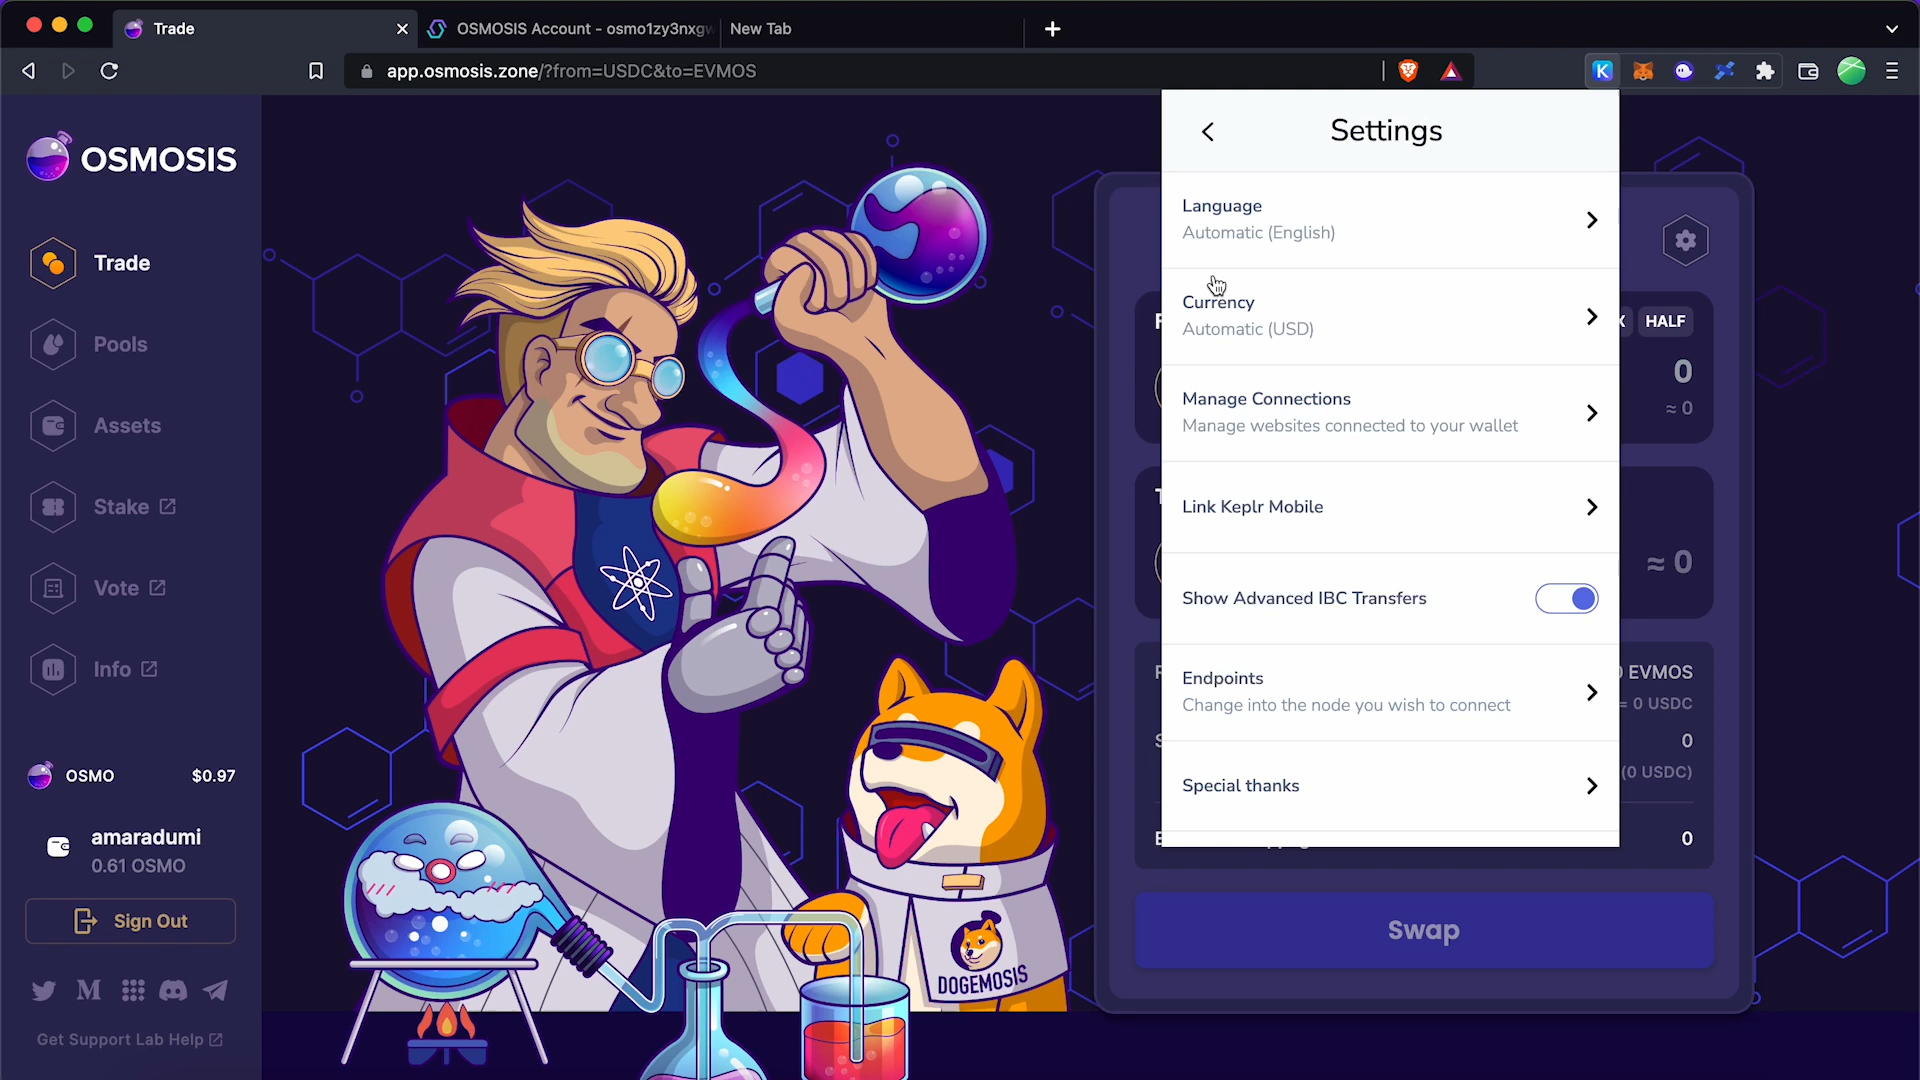 Trade
OSMOSIS Account - osmo1zy3nxgw
New Tab
app.osmosis.zone/?from=USDC&to=EVMOS
OSMOSIS
Trade
Pools
Assets
Stake
Vote
Info
OSMO $0.97
amaradumi
0.61 OSMO
Sign Out
M
Get Support Lab Help
DOGEMOSIS
K
Settings
Language
Automatic (English)
Currency
Automatic (USD)
Manage Connections
Manage websites connected to your wallet
Link Keplr Mobile
Show Advanced IBC Transfers
Endpoints
Change into the node you wish to connect
Special thanks
HALF
0
≈ 0
≈ 0
EVMOS
= 0 USDC
0
(0 USDC)
0
Swap